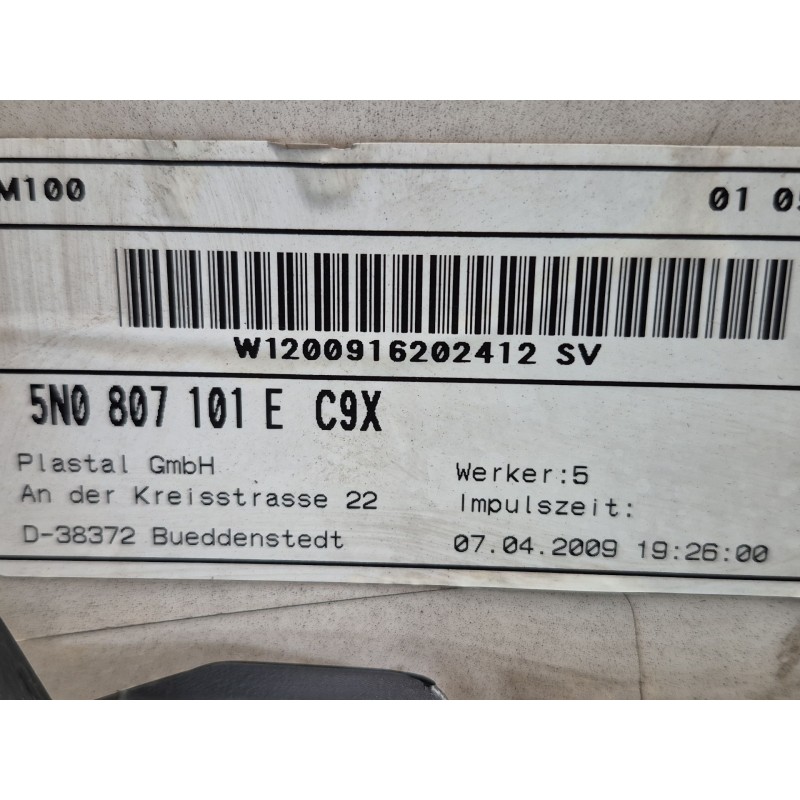 M100 01 05
W1200916202412 SV
5N0 807 101 E C9X
Plastal GmbH
An der Kreisstrasse 22
D-38372 Bueddenstedt
Werker:5
Impulszeit:
07.04.2009 19:26:00